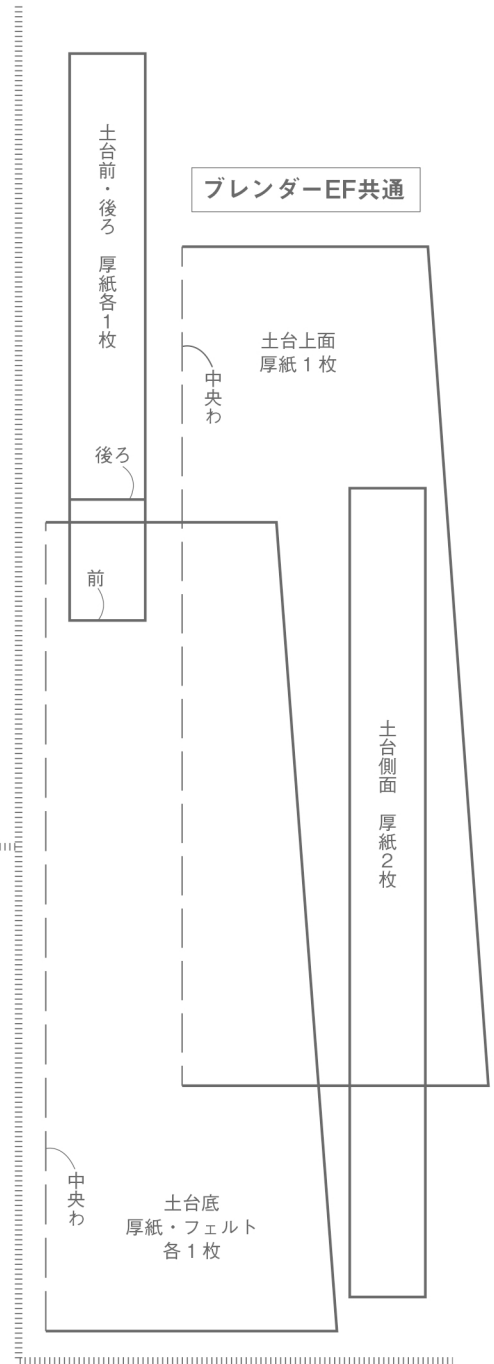 土台前・後ろ　厚紙各1枚
ブレンダーEF共通
土台上面
厚紙1枚
中央わ
後ろ
前
土台側面　厚紙2枚
中央わ
土台底
厚紙・フェルト
各1枚